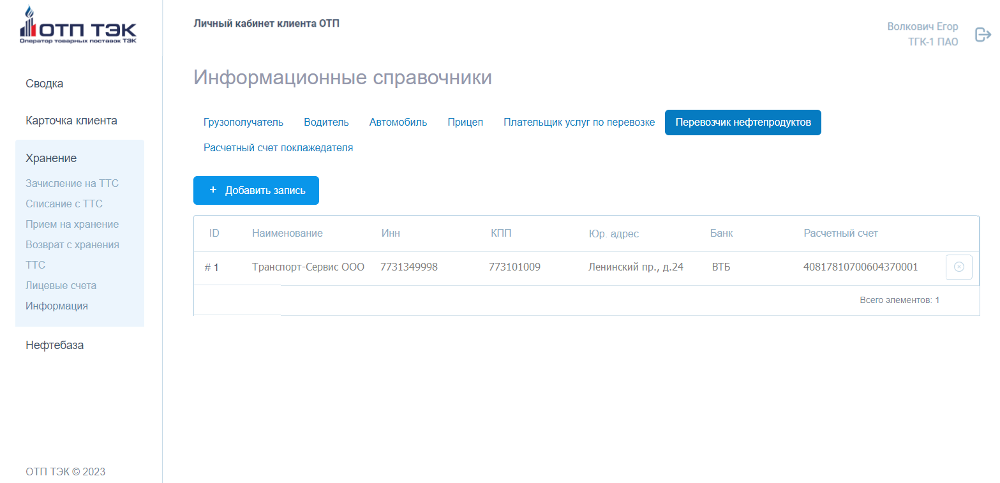 ОТП ТЭК
Оператор товарных поставок ТЭК
Личный кабинет клиента ОТП
Волкович Егор
ТГК-1 ПАО
Сводка
Карточка клиента
Хранение
Зачисление на ТТС
Списание с ТТС
Прием на хранение
Возврат с хранения
ТТС
Лицевые счета
Информация
Нефтебаза
ОТП ТЭК © 2023
Информационные справочники
Грузополучатель Водитель Автомобиль Прицеп Плательщик услуг по перевозке Перевозчик нефтепродуктов
Расчетный счет поклажедателя
+ Добавить запись
ID Наименование Инн КПП Юр. адрес Банк Расчетный счет
# 1 Транспорт-Сервис ООО 7731349998 773101009 Ленинский пр., д.24 ВТБ 40817810700604370001
Всего элементов: 1